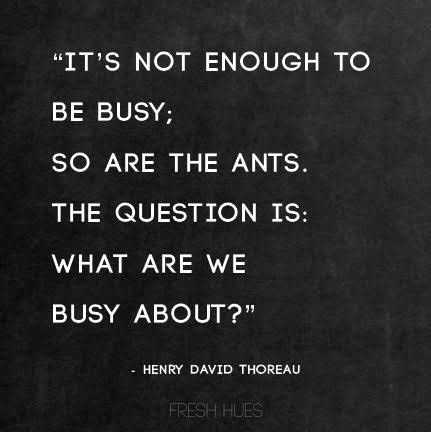 “IT’S NOT ENOUGH TO
BE BUSY;
SO ARE THE ANTS.
THE QUESTION IS:
WHAT ARE WE
BUSY ABOUT?”
- HENRY DAVID THOREAU
FRESH HUES